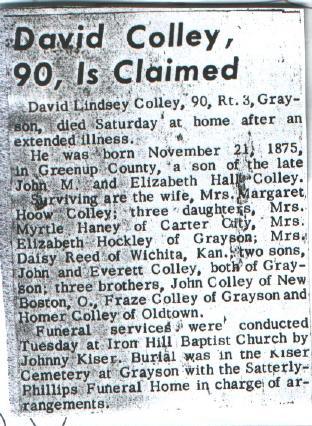 David Colley,
90, Is Claimed
David Lindsey Colley, 90, Rt. 3, Gray-
son, died Saturday at home after an
extended illness.
He was born November 21, 1875,
in Greenup County, a son of the late
John M. and Elizabeth Hall Colley.
Surviving are the wife, Mrs. Margaret
Hoow Colley; three daughters, Mrs.
Myrtle Haney of Carter City, Mrs.
Elizabeth Hockley of Grayson; Mrs.
Daisy Reed of Wichita, Kan.; two sons,
John and Everett Colley, both of Gray-
son; three brothers, John Colley of New
Boston, O., Fraze Colley of Grayson and
Homer Colley of Oldtown.
Funeral services were conducted
Tuesday at Iron Hill Baptist Church by
Johnny Kiser. Burial was in the Kiser
Cemetery at Grayson with the Satterly-
Phillips Funeral Home in charge of ar-
rangements.